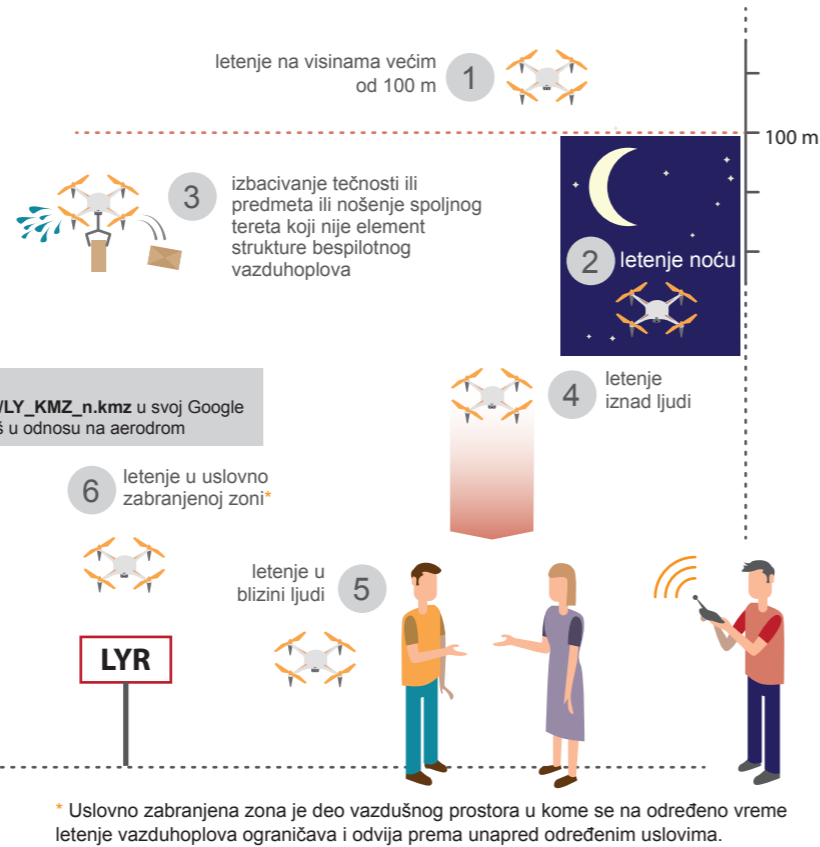 letenje na visinama većim
od 100 m
1
100 m
3
izbacivanje tečnosti ili
predmeta ili nošenje spoljnog
tereta koji nije element
strukture bespilotnog
vazduhoplova
2
letenje noću
/LY_KMZ_n.kmz u svoj Google
š u odnosu na aerodrom
4
letenje
iznad ljudi
6
letenje u uslovno
zabranjenoj zoni*
letenje u
blizini ljudi
5
LYR
* Uslovno zabranjena zona je deo vazdušnog prostora u kome se na određeno vreme
letenje vazduhoplova ograničava i odvija prema unapred određenim uslovima.